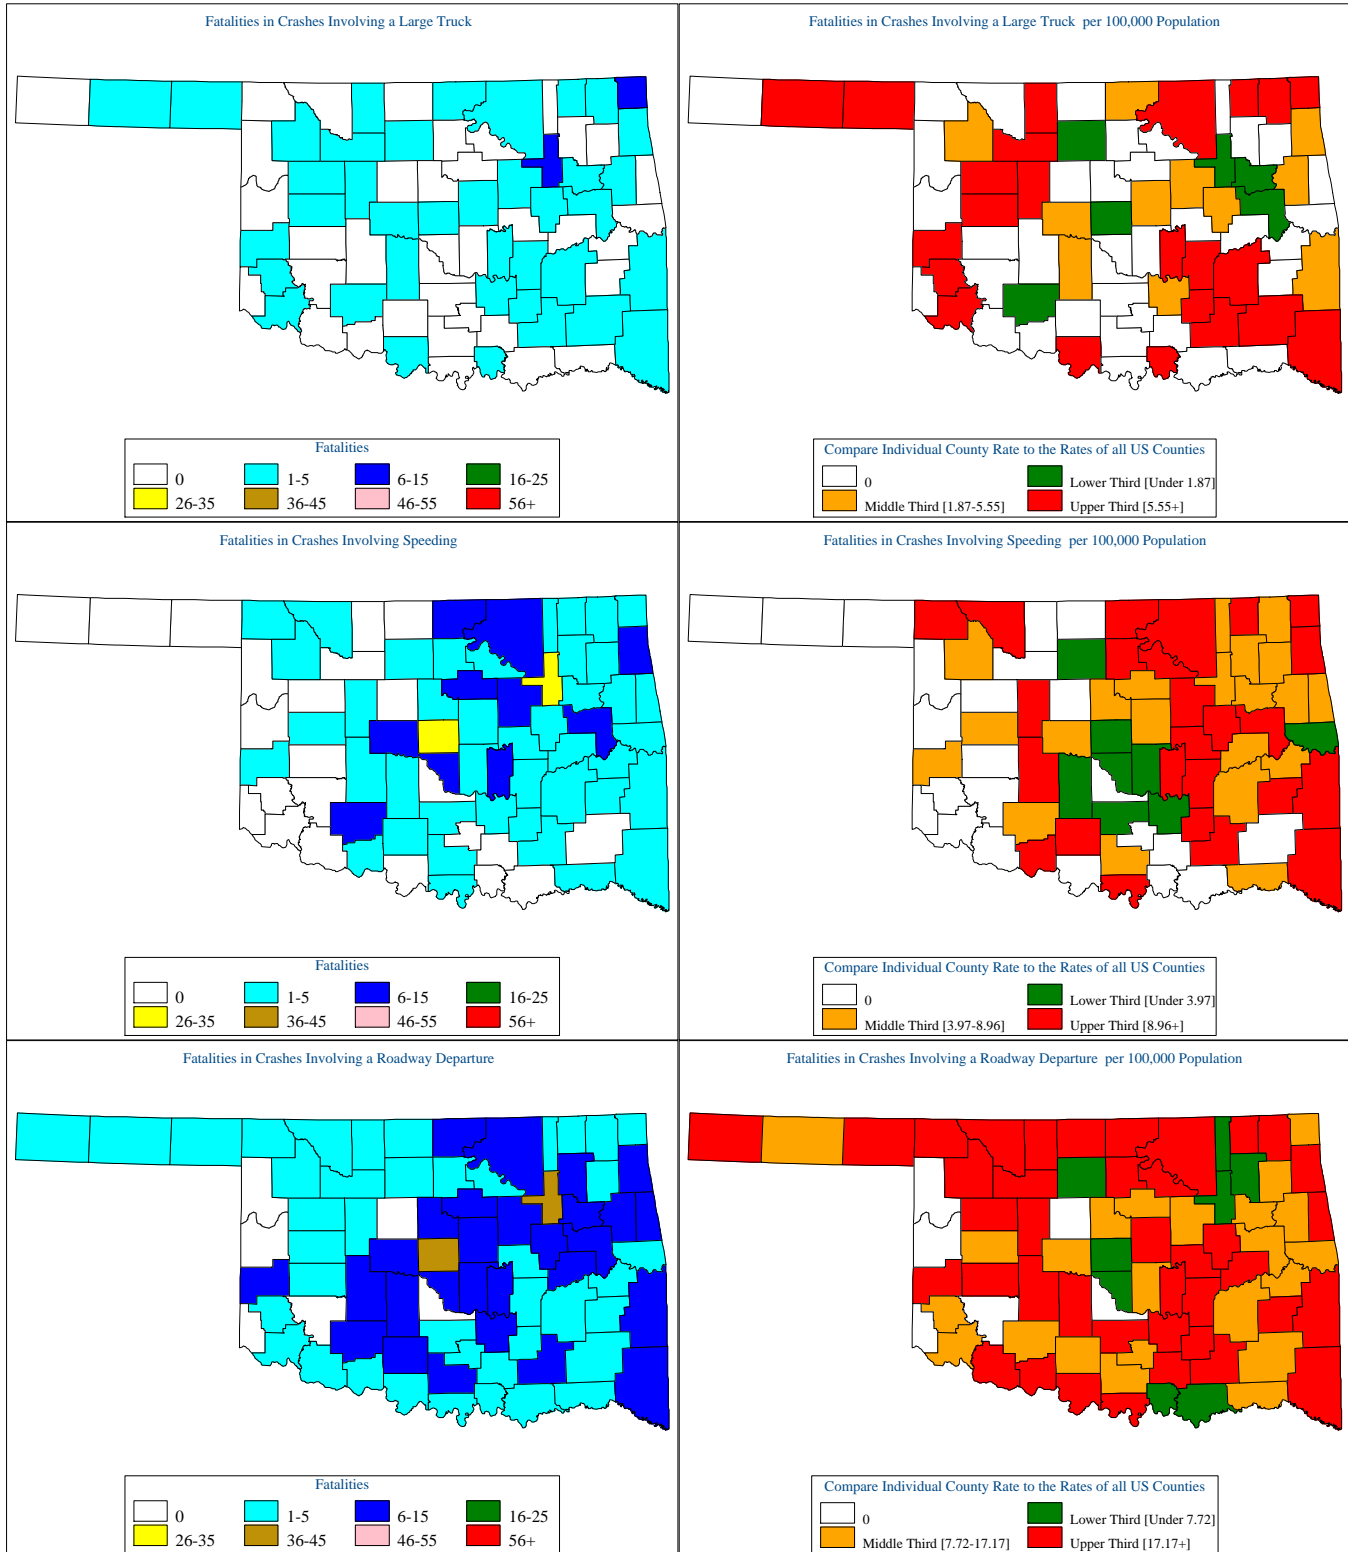 Fatalities in Crashes Involving a Large Truck
Fatalities
0
1-5
6-15
16-25
26-35
36-45
46-55
56+
Fatalities in Crashes Involving a Large Truck per 100,000 Population
Compare Individual County Rate to the Rates of all US Counties
0
Lower Third [Under 1.87]
Middle Third [1.87-5.55]
Upper Third [5.55+]
Fatalities in Crashes Involving Speeding
Fatalities
0
1-5
6-15
16-25
26-35
36-45
46-55
56+
Fatalities in Crashes Involving Speeding per 100,000 Population
Compare Individual County Rate to the Rates of all US Counties
0
Lower Third [Under 3.97]
Middle Third [3.97-8.96]
Upper Third [8.96+]
Fatalities in Crashes Involving a Roadway Departure
Fatalities
0
1-5
6-15
16-25
26-35
36-45
46-55
56+
Fatalities in Crashes Involving a Roadway Departure per 100,000 Population
Compare Individual County Rate to the Rates of all US Counties
0
Lower Third [Under 7.72]
Middle Third [7.72-17.17]
Upper Third [17.17+]